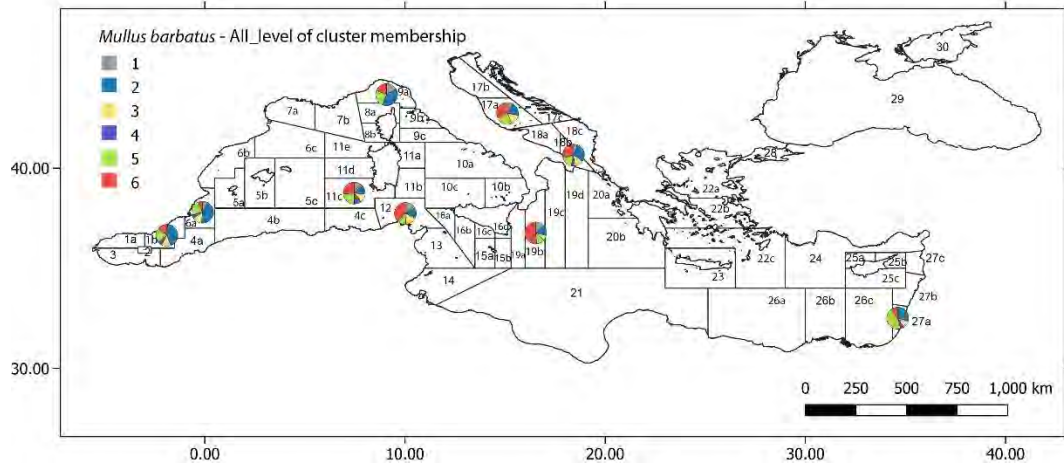 Mullus barbatus - All_level of cluster membership
1
2
3
4
5
6
30
29
28
17b
17a
17c
9a
7a
7b
8a
9b
8b
9c
18a
18c
18b
6b
6c
11e
11a
10a
11d
5a
5b
11b
10c
10b
19d
20a
22a
22b
11c
5c
4b
4c
12
16a
16b
16c
19c
20b
6a
1a
1b
4a
2
3
13
15a
15b
19a
19b
14
21
23
22c
24
25a
25b
25c
27c
26a
26b
26c
27b
27a
40.00
30.00
0 250 500 750 1,000 km
0.00 10.00 20.00 30.00 40.00